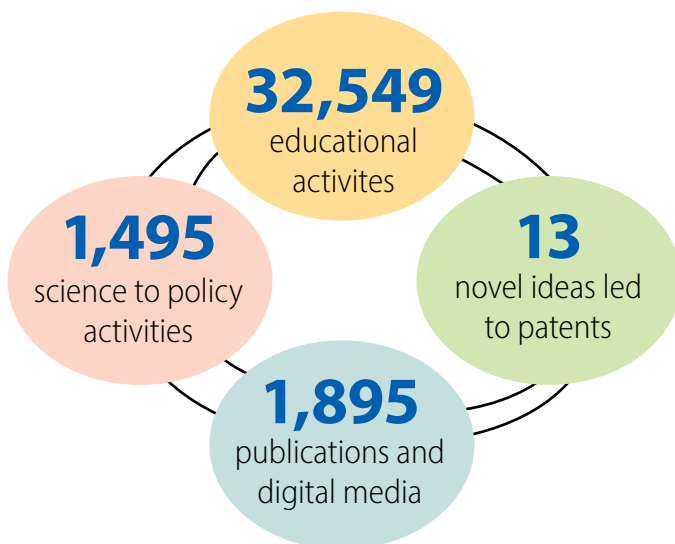 32,549
educational
activites
1,495
science to policy
activities
13
novel ideas led
to patents
1,895
publications and
digital media